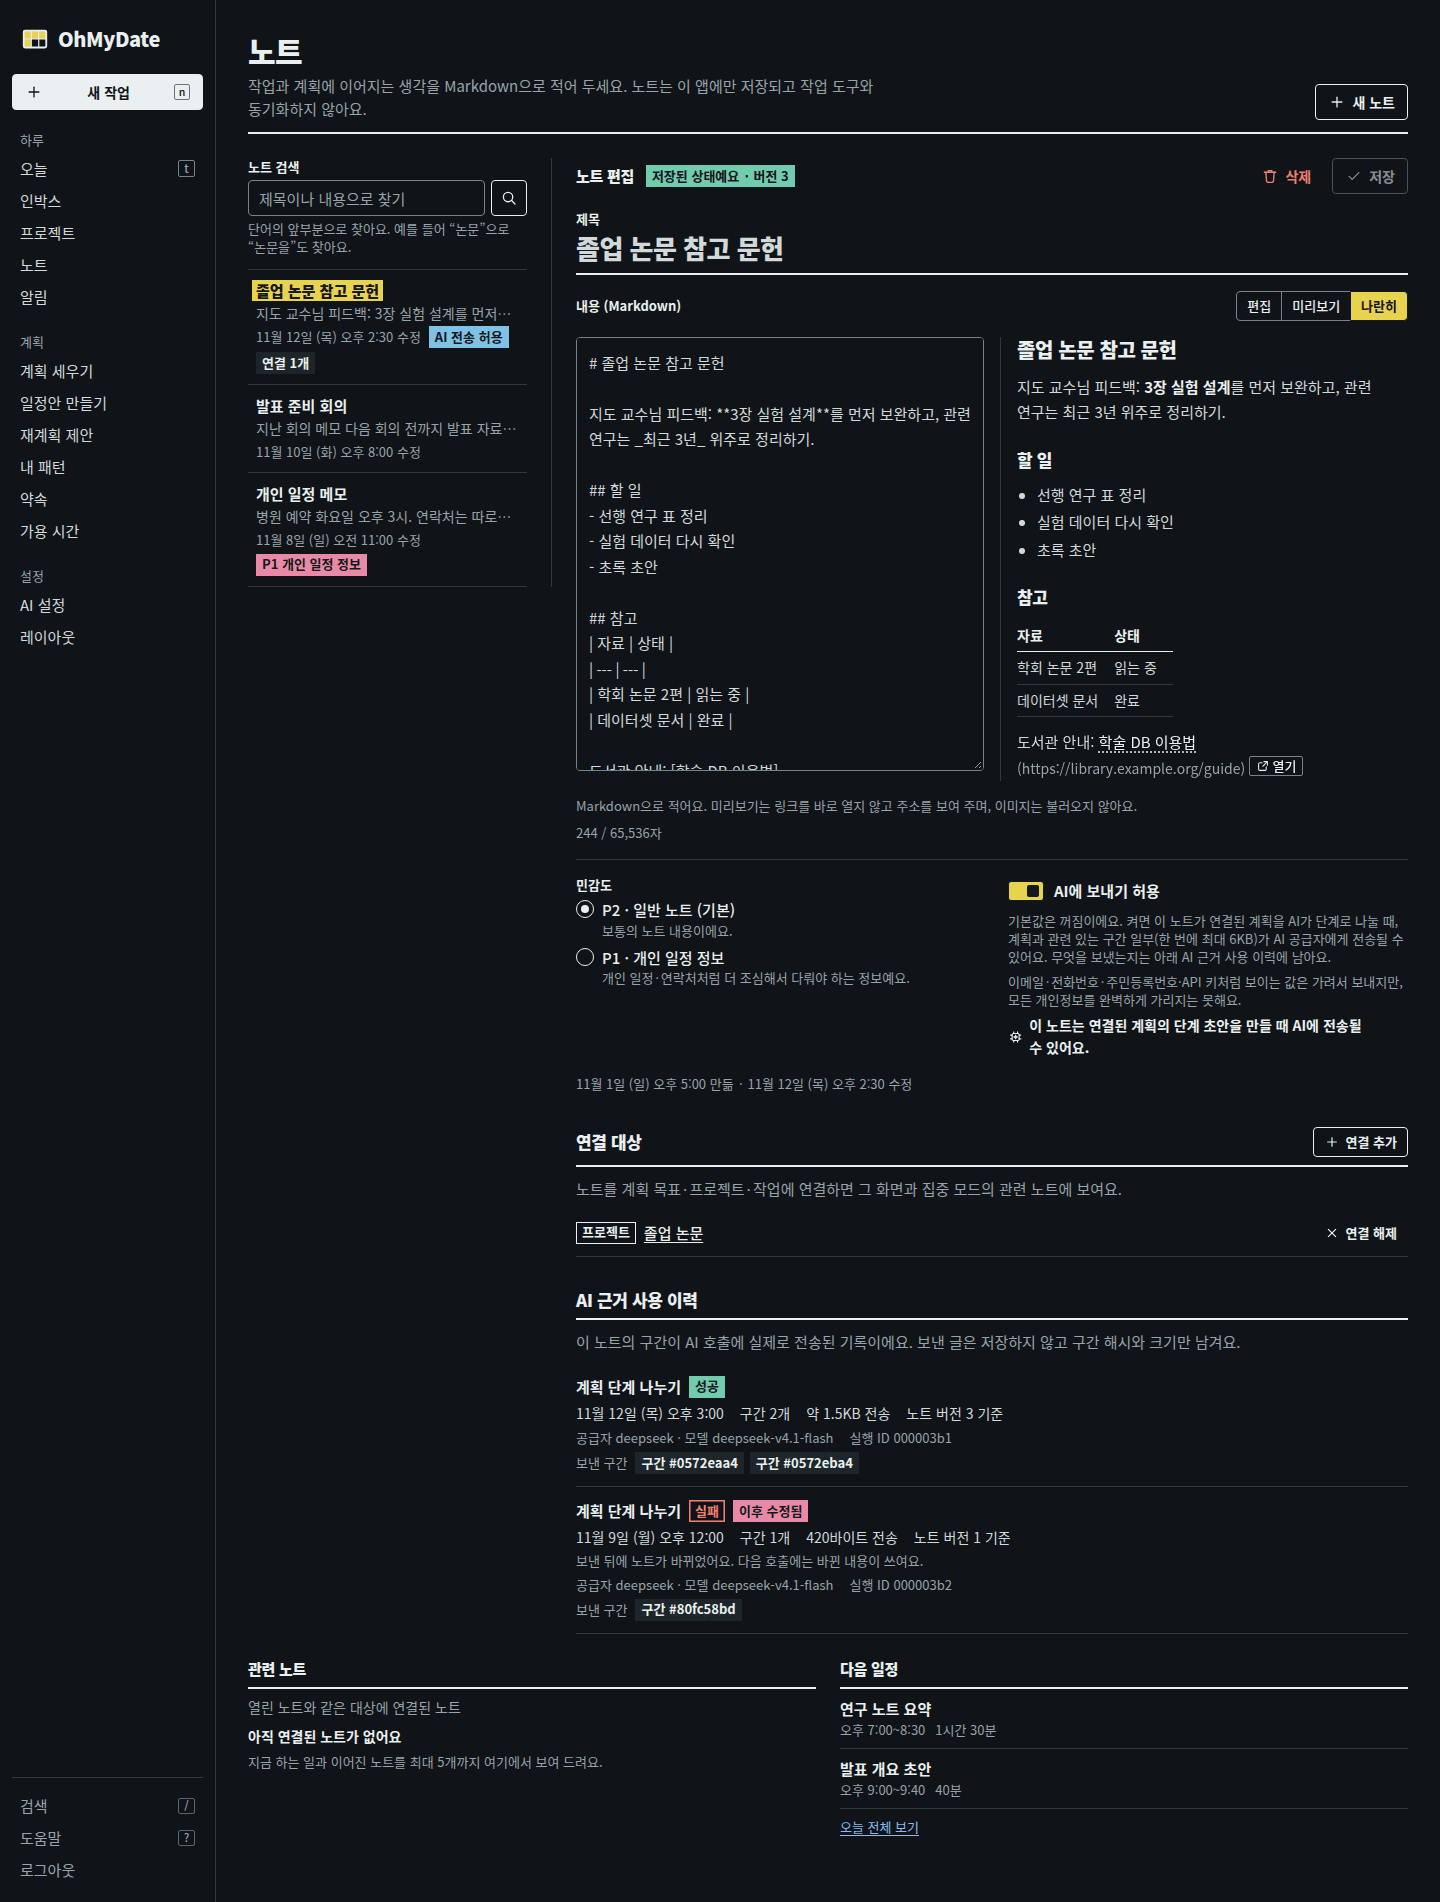 OhMyDate
새 작업 n
하루
오늘 t
인박스
프로젝트
노트
알림
계획
계획 세우기
일정안 만들기
재계획 제안
내 패턴
약속
가용 시간
설정
AI 설정
레이아웃
검색 /
도움말 ?
로그아웃
노트
작업과 계획에 이어지는 생각을 Markdown으로 적어 두세요. 노트는 이 앱에만 저장되고 작업 도구와
동기화하지 않아요.
새 노트
노트 검색
제목이나 내용으로 찾기
단어의 앞부분으로 찾아요. 예를 들어 “논문”으로
“논문을”도 찾아요.
졸업 논문 참고 문헌
지도 교수님 피드백: 3장 실험 설계를 먼저…
11월 12일 (목) 오후 2:30 수정 AI 전송 허용
연결 1개
발표 준비 회의
지난 회의 메모 다음 회의 전까지 발표 자료…
11월 10일 (화) 오후 8:00 수정
개인 일정 메모
병원 예약 화요일 오후 3시. 연락처는 따로…
11월 8일 (일) 오전 11:00 수정
P1 개인 일정 정보
노트 편집 저장된 상태예요 · 버전 3
삭제
저장
제목
졸업 논문 참고 문헌
내용 (Markdown)
편집 미리보기 나란히
# 졸업 논문 참고 문헌
지도 교수님 피드백: **3장 실험 설계**를 먼저 보완하고, 관련
연구는 _최근 3년_ 위주로 정리하기.
## 할 일
- 선행 연구 표 정리
- 실험 데이터 다시 확인
- 초록 초안
## 참고
| 자료 | 상태 |
| --- | --- |
| 학회 논문 2편 | 읽는 중 |
| 데이터셋 문서 | 완료 |
도서관 안내: [학술 DB 이용법]
졸업 논문 참고 문헌
지도 교수님 피드백: 3장 실험 설계를 먼저 보완하고, 관련
연구는 최근 3년 위주로 정리하기.
할 일
• 선행 연구 표 정리
• 실험 데이터 다시 확인
• 초록 초안
참고
자료 상태
학회 논문 2편 읽는 중
데이터셋 문서 완료
도서관 안내: 학술 DB 이용법
(https://library.example.org/guide) 열기
Markdown으로 적어요. 미리보기는 링크를 바로 열지 않고 주소를 보여 주며, 이미지는 불러오지 않아요.
244 / 65,536자
민감도
P2 · 일반 노트 (기본)
보통의 노트 내용이에요.
P1 · 개인 일정 정보
개인 일정·연락처처럼 더 조심해서 다뤄야 하는 정보예요.
AI에 보내기 허용
기본값은 꺼짐이에요. 켜면 이 노트가 연결된 계획을 AI가 단계로 나눌 때,
계획과 관련 있는 구간 일부(한 번에 최대 6KB)가 AI 공급자에게 전송될 수
있어요. 무엇을 보냈는지는 아래 AI 근거 사용 이력에 남아요.
이메일·전화번호·주민등록번호·API 키처럼 보이는 값은 가려서 보내지만,
모든 개인정보를 완벽하게 가리지는 못해요.
이 노트는 연결된 계획의 단계 초안을 만들 때 AI에 전송될
수 있어요.
11월 1일 (일) 오후 5:00 만듦 · 11월 12일 (목) 오후 2:30 수정
연결 대상
연결 추가
노트를 계획 목표·프로젝트·작업에 연결하면 그 화면과 집중 모드의 관련 노트에 보여요.
프로젝트 졸업 논문
연결 해제
AI 근거 사용 이력
이 노트의 구간이 AI 호출에 실제로 전송된 기록이에요. 보낸 글은 저장하지 않고 구간 해시와 크기만 남겨요.
계획 단계 나누기 성공
11월 12일 (목) 오후 3:00 구간 2개 약 1.5KB 전송 노트 버전 3 기준
공급자 deepseek · 모델 deepseek-v4.1-flash 실행 ID 000003b1
보낸 구간 구간 #0572eaa4 구간 #0572eba4
계획 단계 나누기 실패 이후 수정됨
11월 9일 (월) 오후 12:00 구간 1개 420바이트 전송 노트 버전 1 기준
보낸 뒤에 노트가 바뀌었어요. 다음 호출에는 바뀐 내용이 쓰여요.
공급자 deepseek · 모델 deepseek-v4.1-flash 실행 ID 000003b2
보낸 구간 구간 #80fc58bd
관련 노트
열린 노트와 같은 대상에 연결된 노트
아직 연결된 노트가 없어요
지금 하는 일과 이어진 노트를 최대 5개까지 여기에서 보여 드려요.
다음 일정
연구 노트 요약
오후 7:00~8:30 1시간 30분
발표 개요 초안
오후 9:00~9:40 40분
오늘 전체 보기